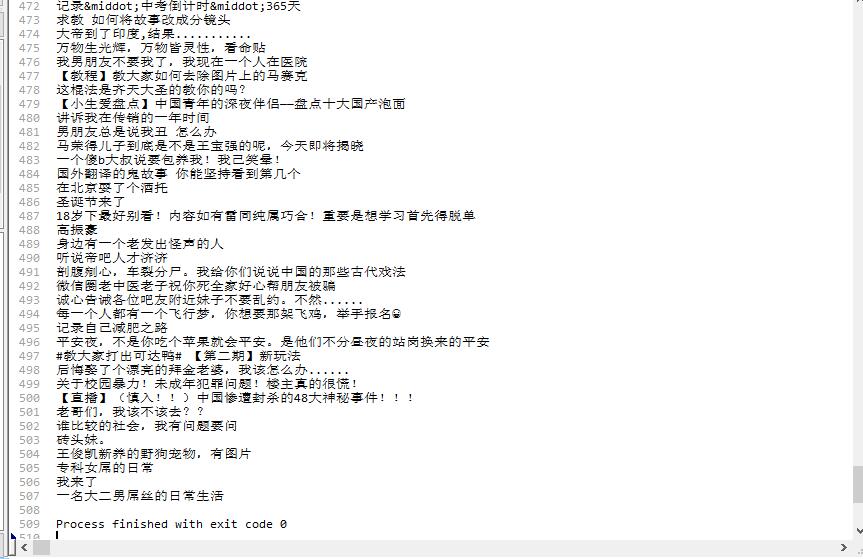 472 记录&middot;中考倒计时&middot;365天
473 求教 如何将故事改成分镜头
474 大帝到了印度,结果...........
475 万物生光辉，万物皆灵性，看命贴
476 我男朋友不要我了，我现在一个人在医院
477 【教程】教大家如何去除图片上的马赛克
478 这棍法是齐天大圣的教你的吗？
479 【小生爱盘点】中国青年的深夜伴侣——盘点十大国产泡面
480 讲诉我在传销的一年时间
481 男朋友总是说我丑 怎么办
482 马荣得儿子到底是不是王宝强的呢，今天即将揭晓
483 一个傻b大叔说要包养我！我已笑晕！
484 国外翻译的鬼故事 你能坚持看到第几个
485 在北京耍了个酒托
486 圣诞节来了
487 18岁下最好别看！内容如有雷同纯属巧合！重要是想学习首先得脱单
488 高振豪
489 身边有一个老发出怪声的人
490 听说帝吧人才济济
491 剖腹剜心，车裂分尸。我给你们说说中国的那些古代戏法
492 微信圈老中医老子祝你死全家好心帮朋友被骗
493 诚心告诫各位吧友附近妹子不要乱约。不然......
494 每一个人都有一个飞行梦，你想要那架飞鸡，举手报名😀
495 记录自己减肥之路
496 平安夜，不是你吃个苹果就会平安。是他们不分昼夜的站岗换来的平安
497 #教大家打出可达鸭# 【第二期】新玩法
498 后悔娶了个漂亮的拜金老婆，我该怎么办......
499 关于校园暴力！未成年犯罪问题！楼主真的很慌！
500 【直播】（慎入！！）中国惨遭封杀的48大神秘事件！！！
501 老哥们，我该不该去？？
502 谁比较的社会，我有问题要问
503 砖头妹。
504 王俊凯新养的野狗宠物，有图片
505 专科女屌的日常
506 我来了
507 一名大二男屌丝的日常生活
508
509 Process finished with exit code 0
510